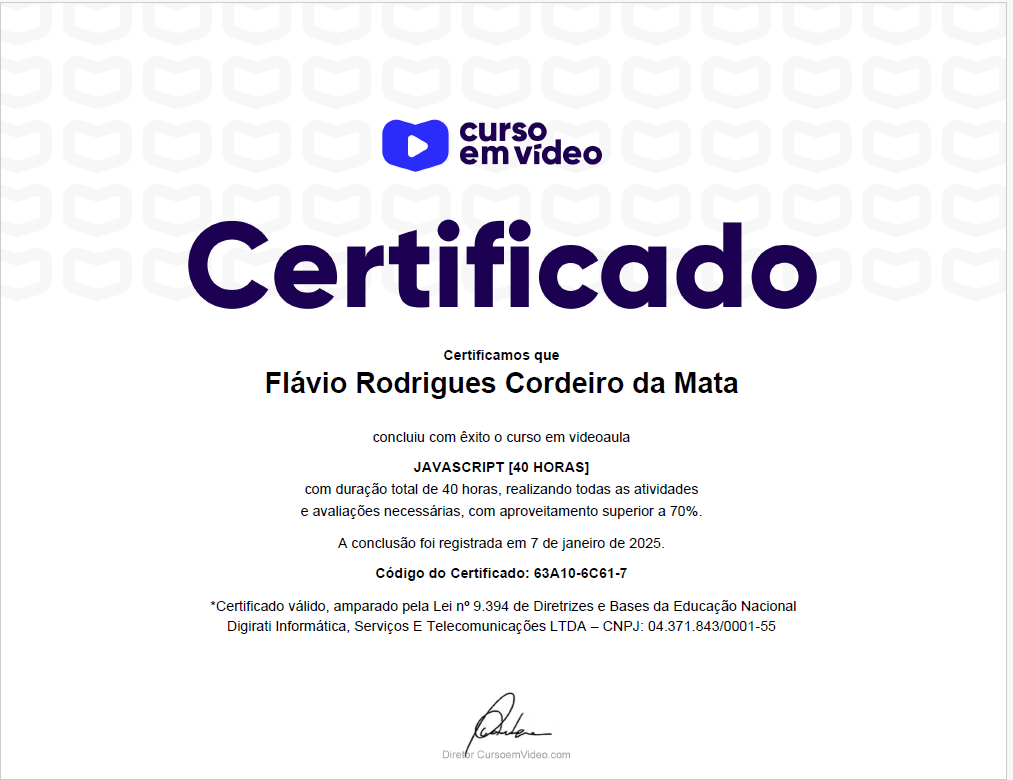 curso
em vídeo
Certificado
Certificamos que
Flávio Rodrigues Cordeiro da Mata
concluiu com êxito o curso em videoaula
JAVASCRIPT [40 HORAS]
com duração total de 40 horas, realizando todas as atividades
e avaliações necessárias, com aproveitamento superior a 70%.
A conclusão foi registrada em 7 de janeiro de 2025.
Código do Certificado: 63A10-6C61-7
*Certificado válido, amparado pela Lei nº 9.394 de Diretrizes e Bases da Educação Nacional
Digirati Informática, Serviços E Telecomunicações LTDA – CNPJ: 04.371.843/0001-55
Diretor CursoemVideo.com